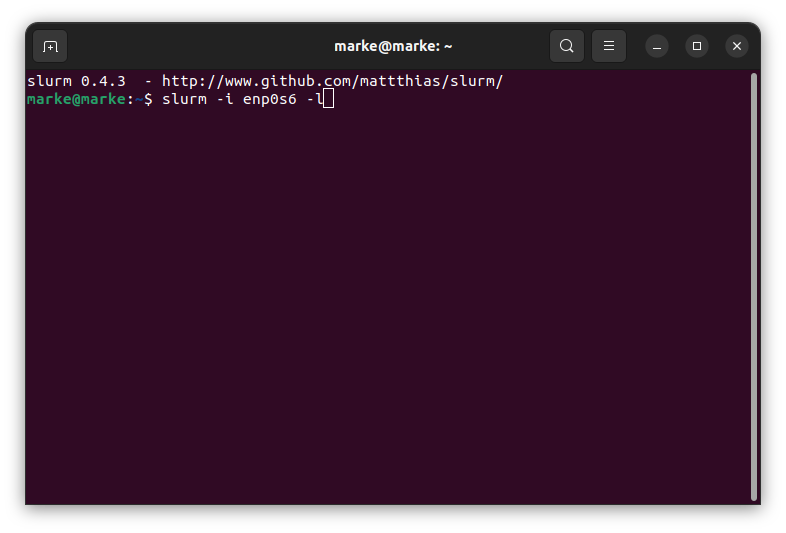 marke@marke: ~
slurm 0.4.3  - http://www.github.com/mattthias/slurm/
marke@marke:~$ slurm -i enp0s6 -l